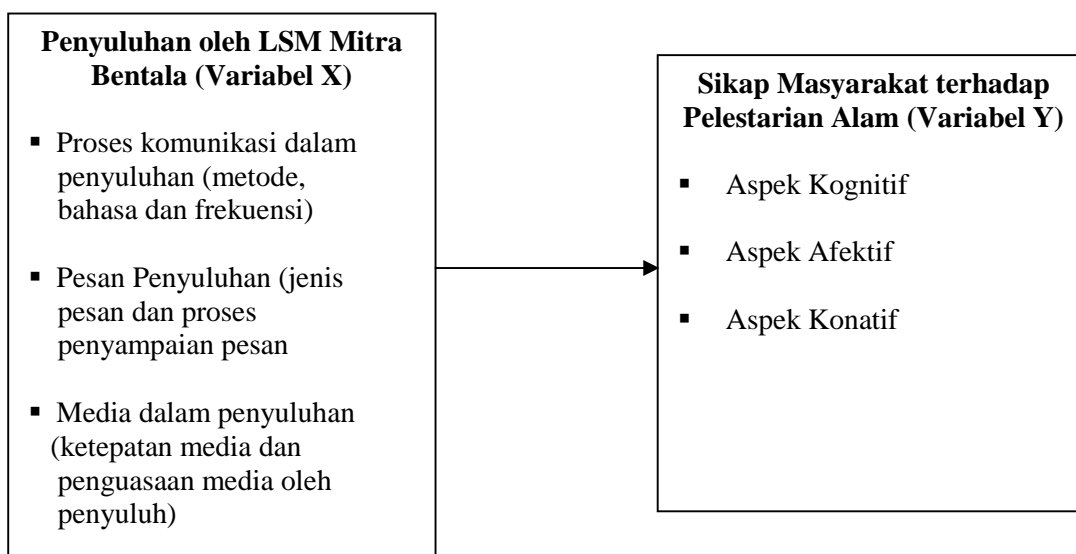 Penyuluhan oleh LSM Mitra
Bentala (Variabel X)
▪ Proses komunikasi dalam
penyuluhan (metode,
bahasa dan frekuensi)
▪ Pesan Penyuluhan (jenis
pesan dan proses
penyampaian pesan
▪ Media dalam penyuluhan
(ketepatan media dan
penguasaan media oleh
penyuluh)
Sikap Masyarakat terhadap
Pelestarian Alam (Variabel Y)
▪ Aspek Kognitif
▪ Aspek Afektif
▪ Aspek Konatif